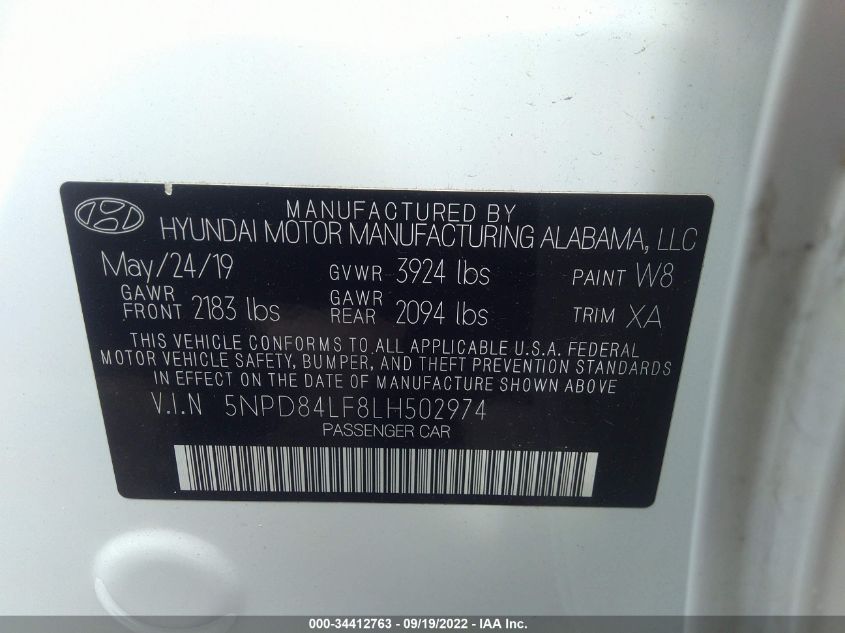 MANUFACTURED BY
HYUNDAI MOTOR MANUFACTURING ALABAMA, LLC
May/24/19 GVWR 3924 lbs PAINT W8
GAWR FRONT 2183 lbs GAWR REAR 2094 lbs TRIM XA
THIS VEHICLE CONFORMS TO ALL APPLICABLE U.S.A. FEDERAL
MOTOR VEHICLE SAFETY, BUMPER, AND THEFT PREVENTION STANDARDS
IN EFFECT ON THE DATE OF MANUFACTURE SHOWN ABOVE
V.I.N 5NPD84LF8LH502974
PASSENGER CAR
000-34412763 - 09/19/2022 - IAA Inc.